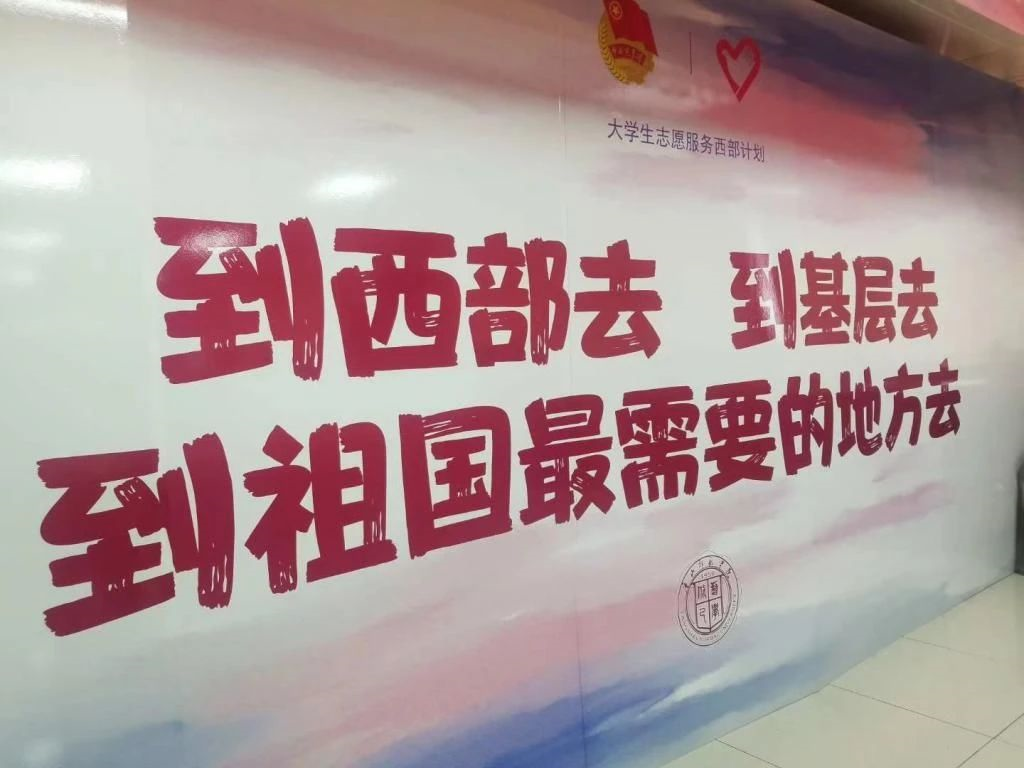 大学生志愿服务西部计划
到西部去 到基层去
到祖国最需要的地方去